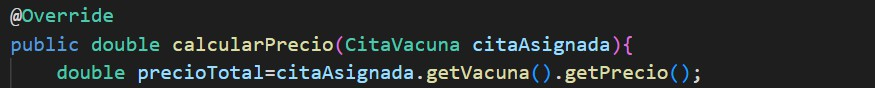 @Override
public double calcularPrecio(CitaVacuna citaAsignada){
double precioTotal=citaAsignada.getVacuna().getPrecio();